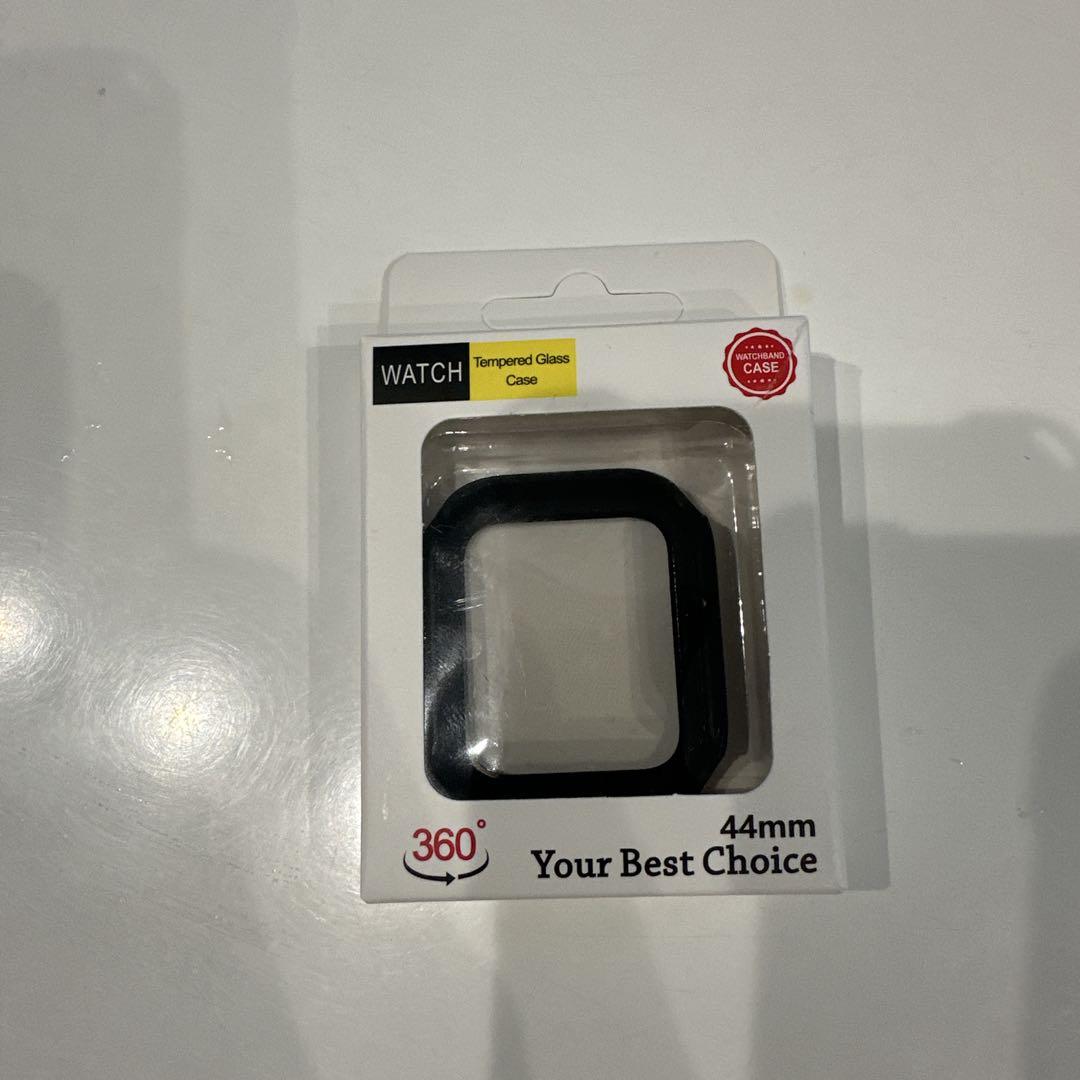 WATCH
Tempered Glass
Case
WATCHBAND
CASE
360°
44mm
Your Best Choice